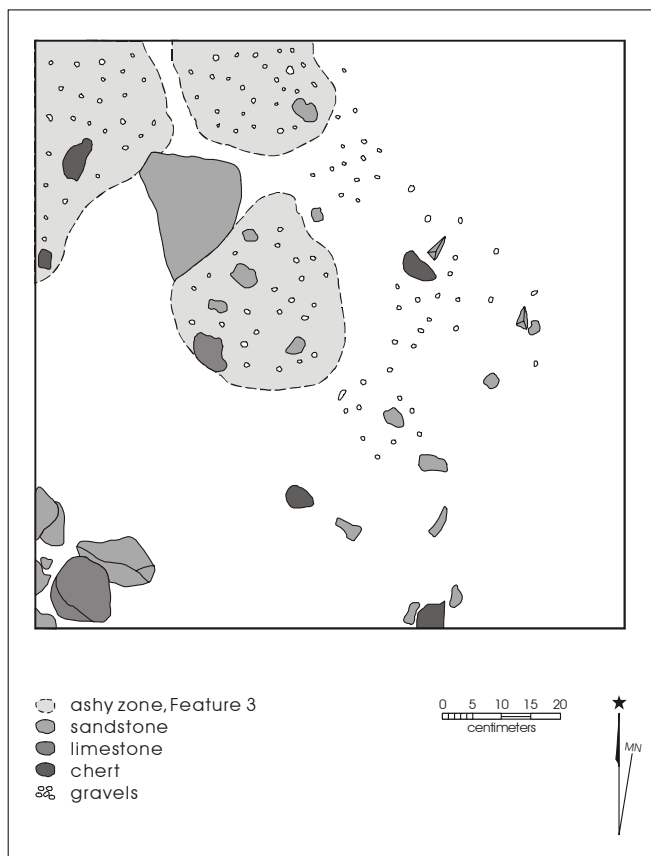 ashy zone, Feature 3
sandstone
limestone
chert
gravels
0 5 10 15 20
centimeters
MN